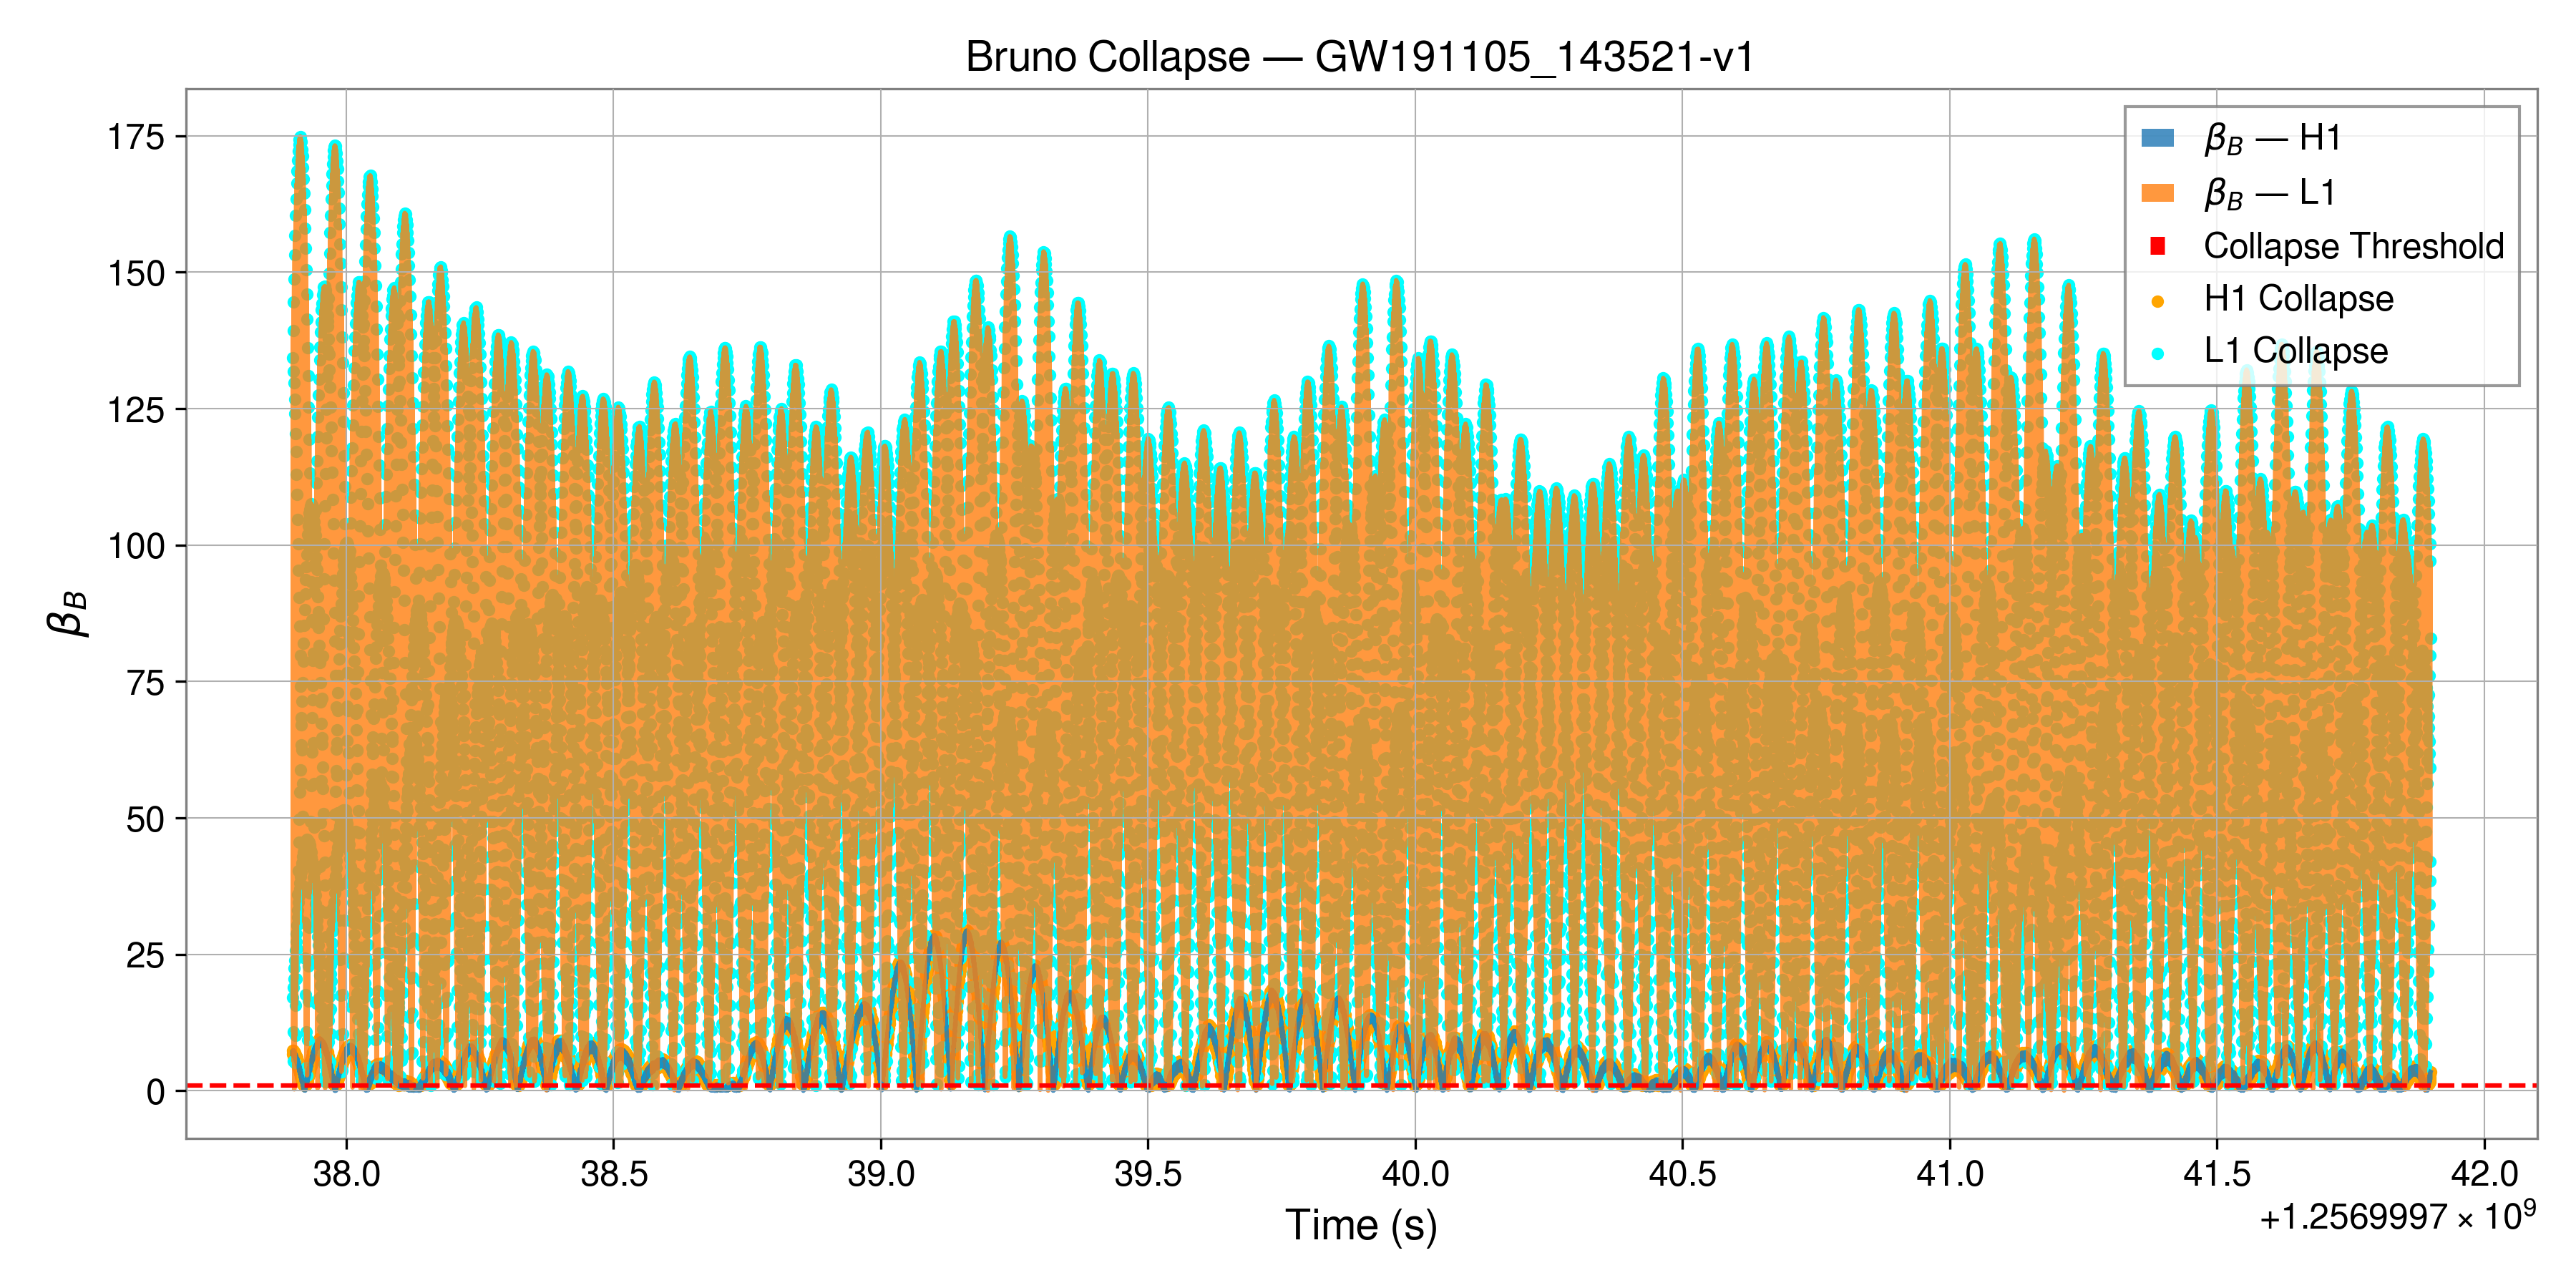 Bruno Collapse — GW191105_143521-v1
β_B — H1
β_B — L1
Collapse Threshold
H1 Collapse
L1 Collapse
175
150
125
100
75
50
25
0
β_B
38.0 38.5 39.0 39.5 40.0 40.5 41.0 41.5 42.0
Time (s)
+1.2569997 × 10⁹